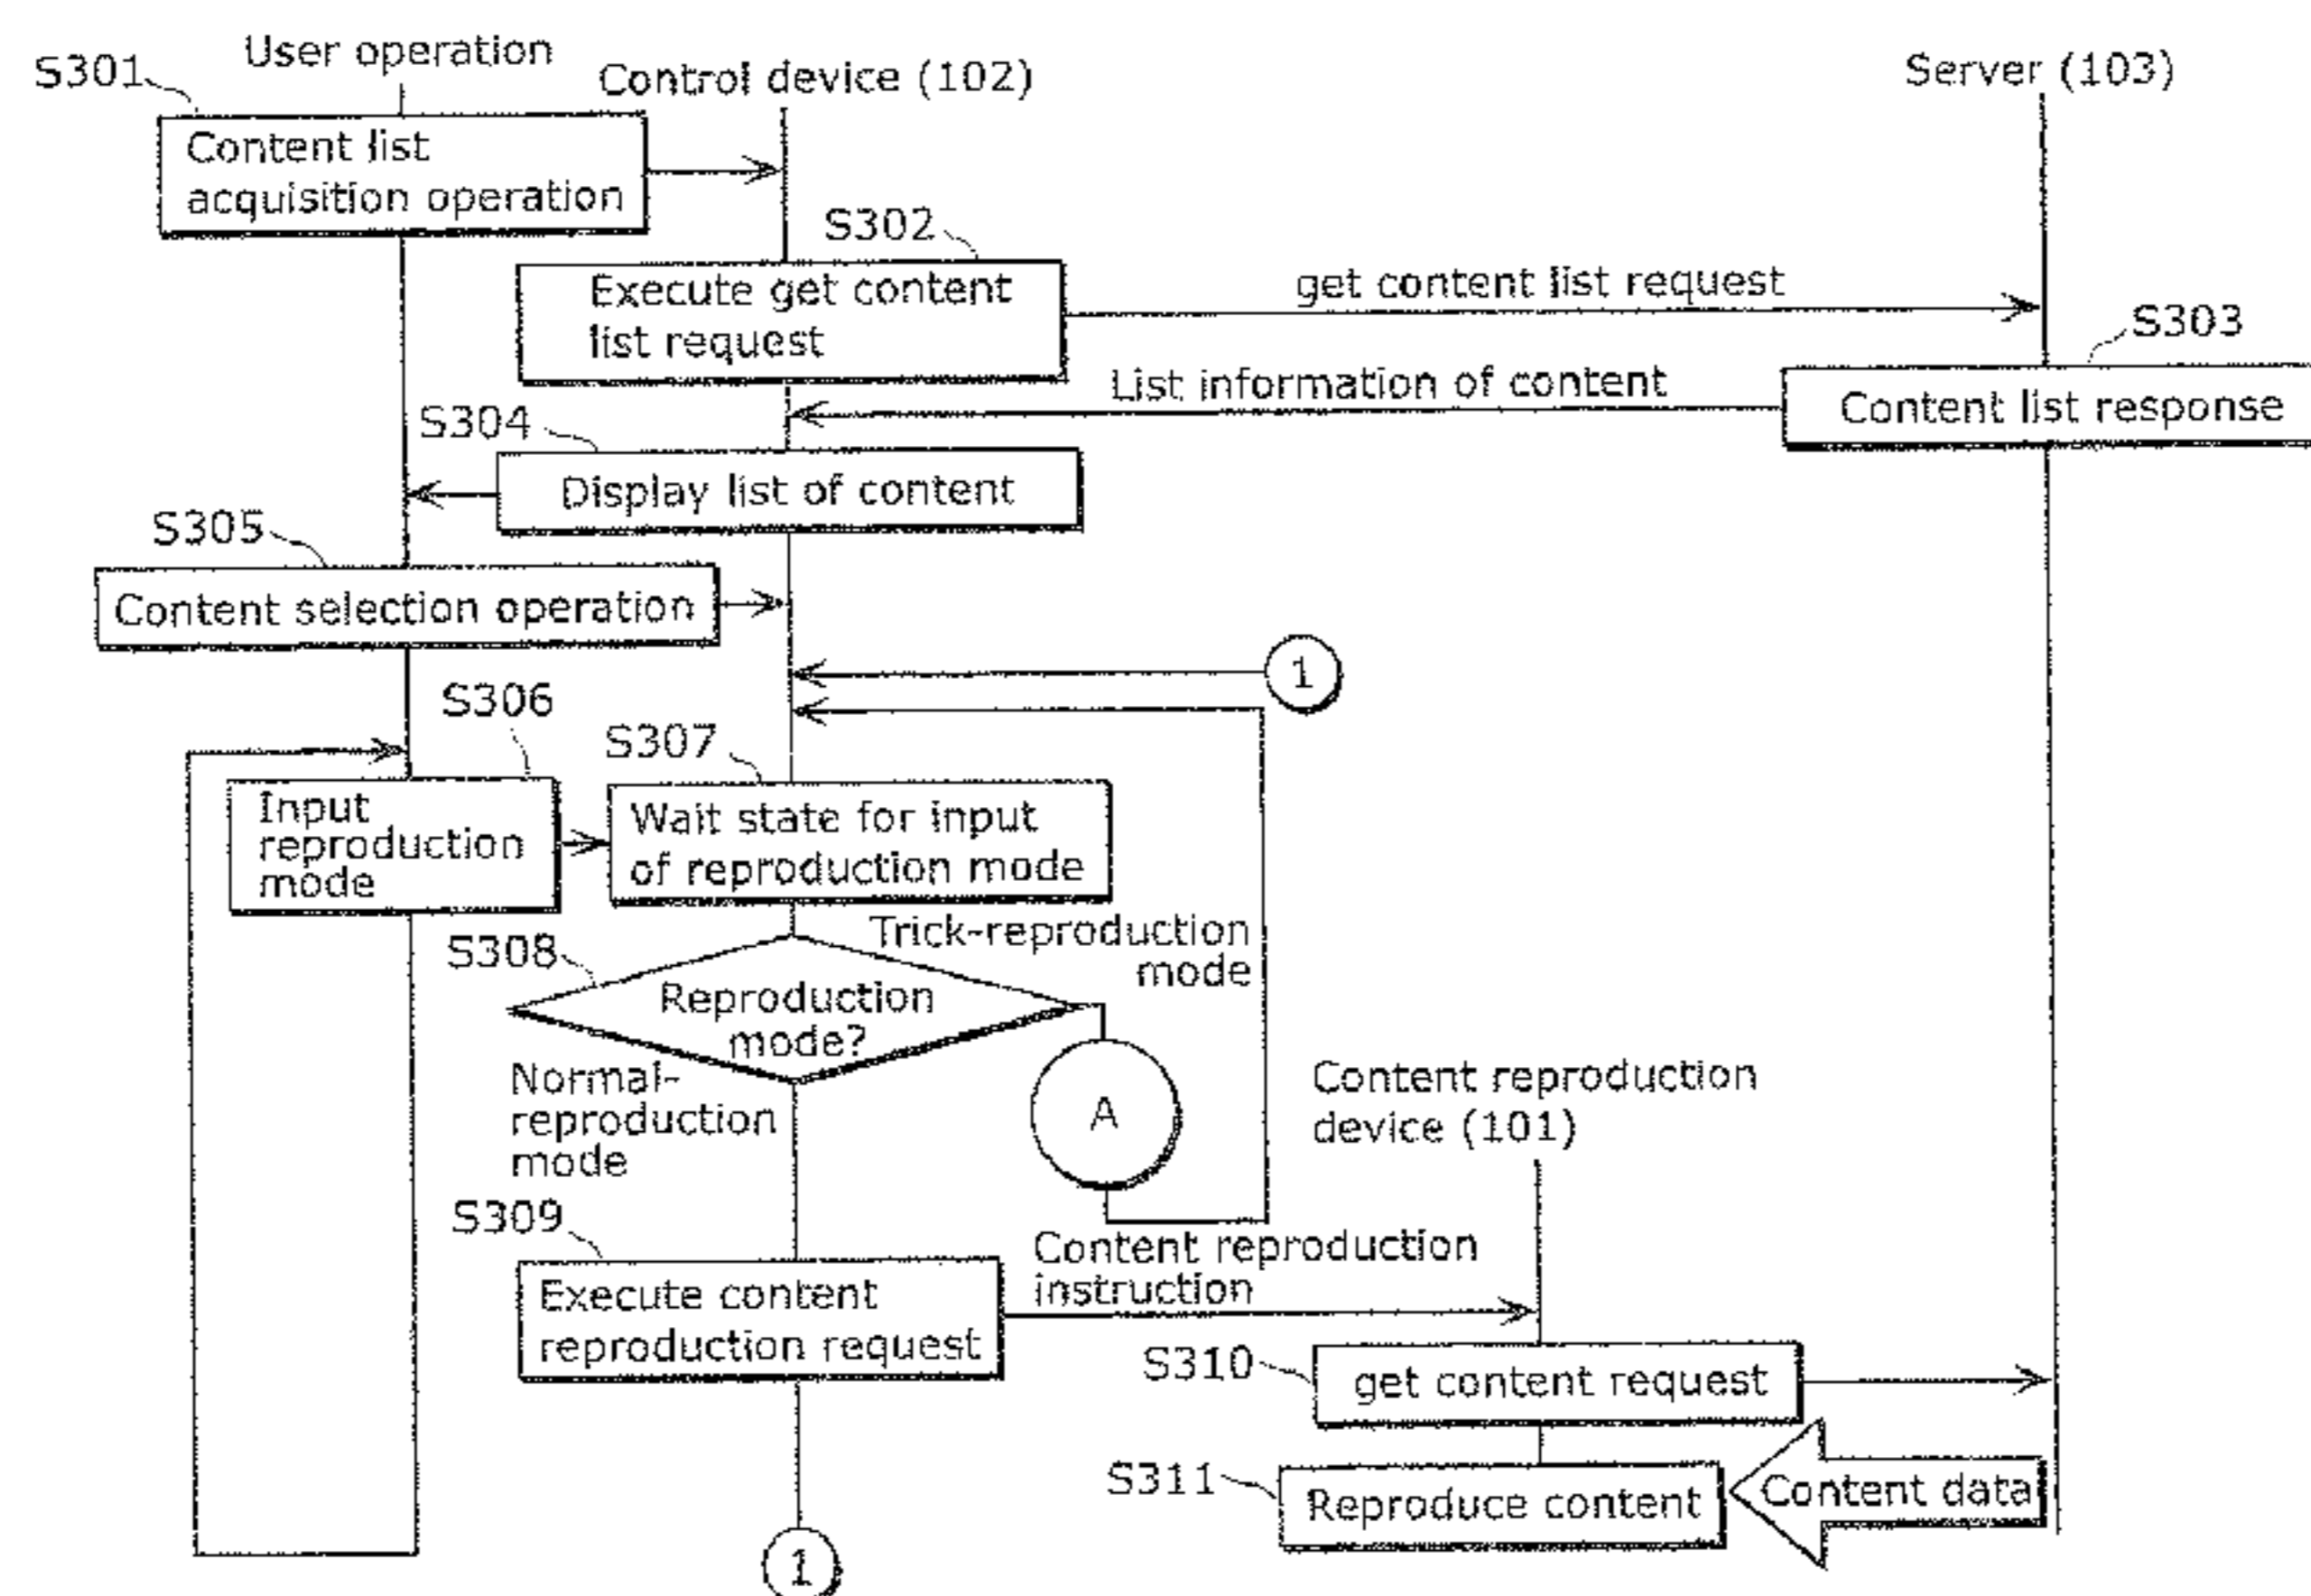 User operation
S301
Control device (102)
Server (103)
Content list
acquisition operation
S302
Execute get content
list request
get content list request
S303
List information of content
Content list response
S304
Display list of content
S305
Content selection operation
1
S306
S307
Input
reproduction
mode
Wait state for input
of reproduction mode
Trick-reproduction
mode
S308
Reproduction
mode?
A
Normal-
reproduction
mode
Content reproduction
device (101)
S309
Execute content
reproduction request
Content reproduction
instruction
S310
get content request
S311
Reproduce content
Content data
1